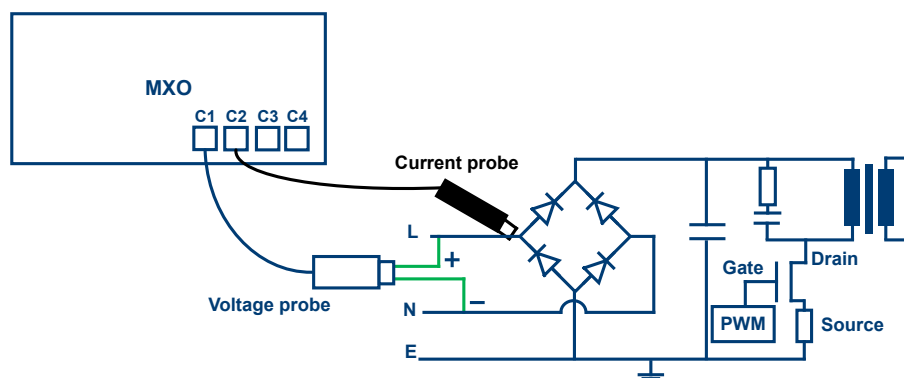 MXO
C1 C2 C3 C4
Current probe
L
+
Voltage probe
−
N
E
Gate
Drain
PWM
Source